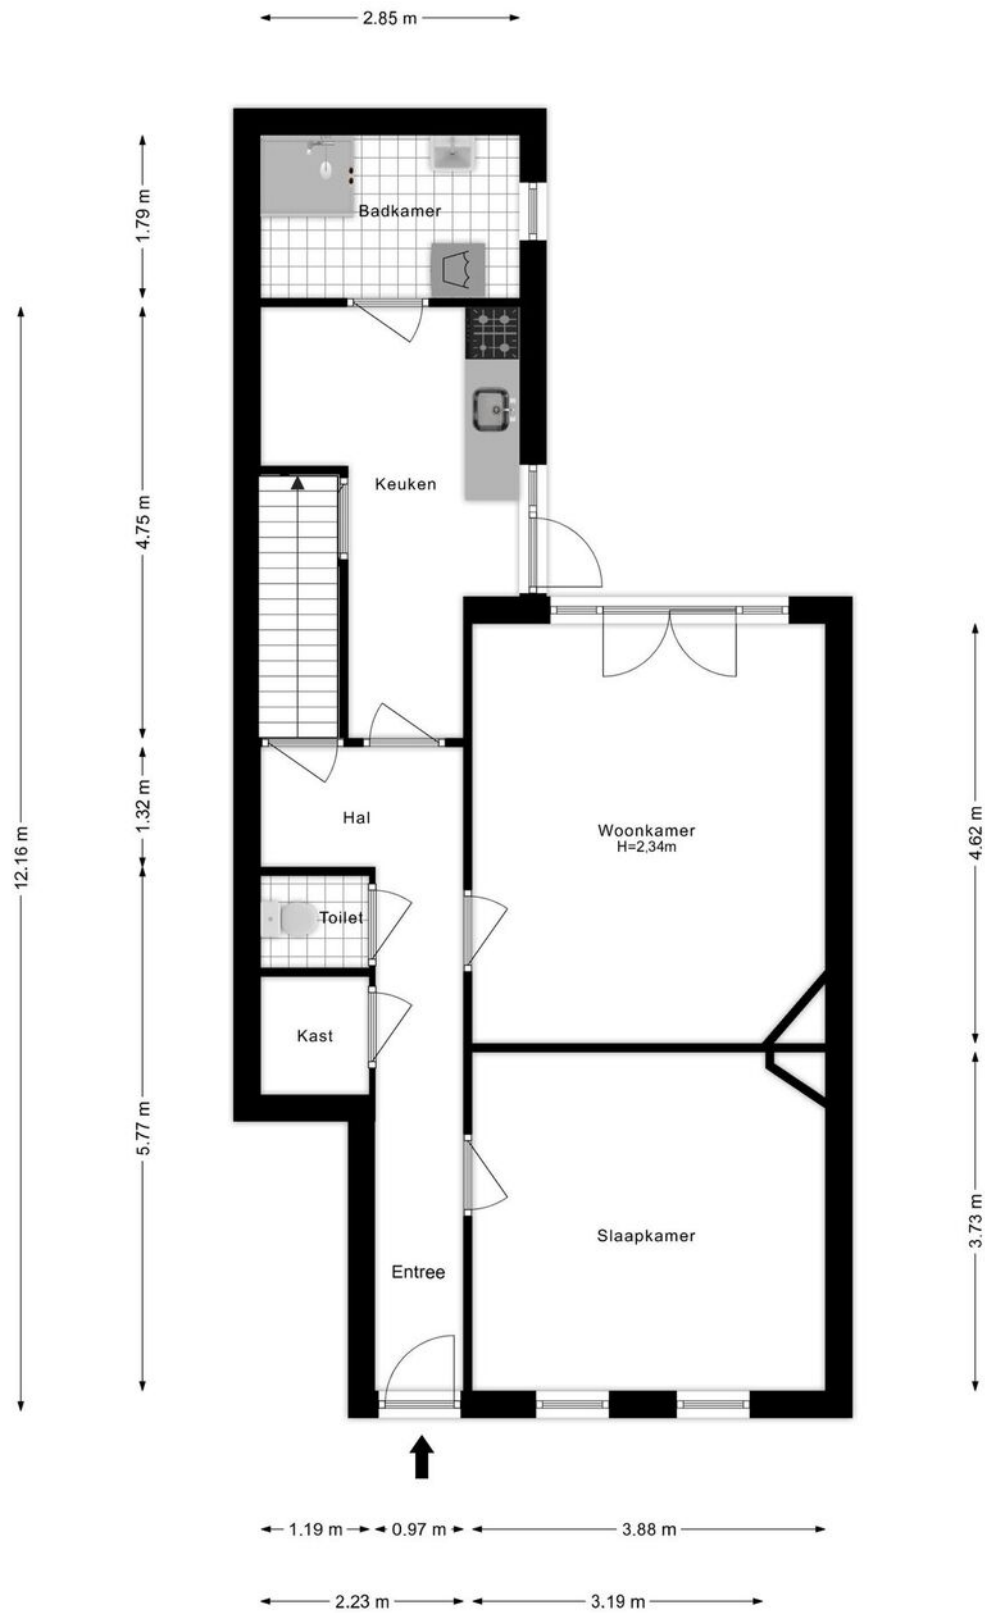 2.85 m
1.79 m
Badkamer
Keuken
4.75 m
Hal
1.32 m
12.16 m
Woonkamer
H=2,34m
4.62 m
Toilet
Kast
5.77 m
Slaapkamer
3.73 m
Entree
1.19 m
0.97 m
3.88 m
2.23 m
3.19 m